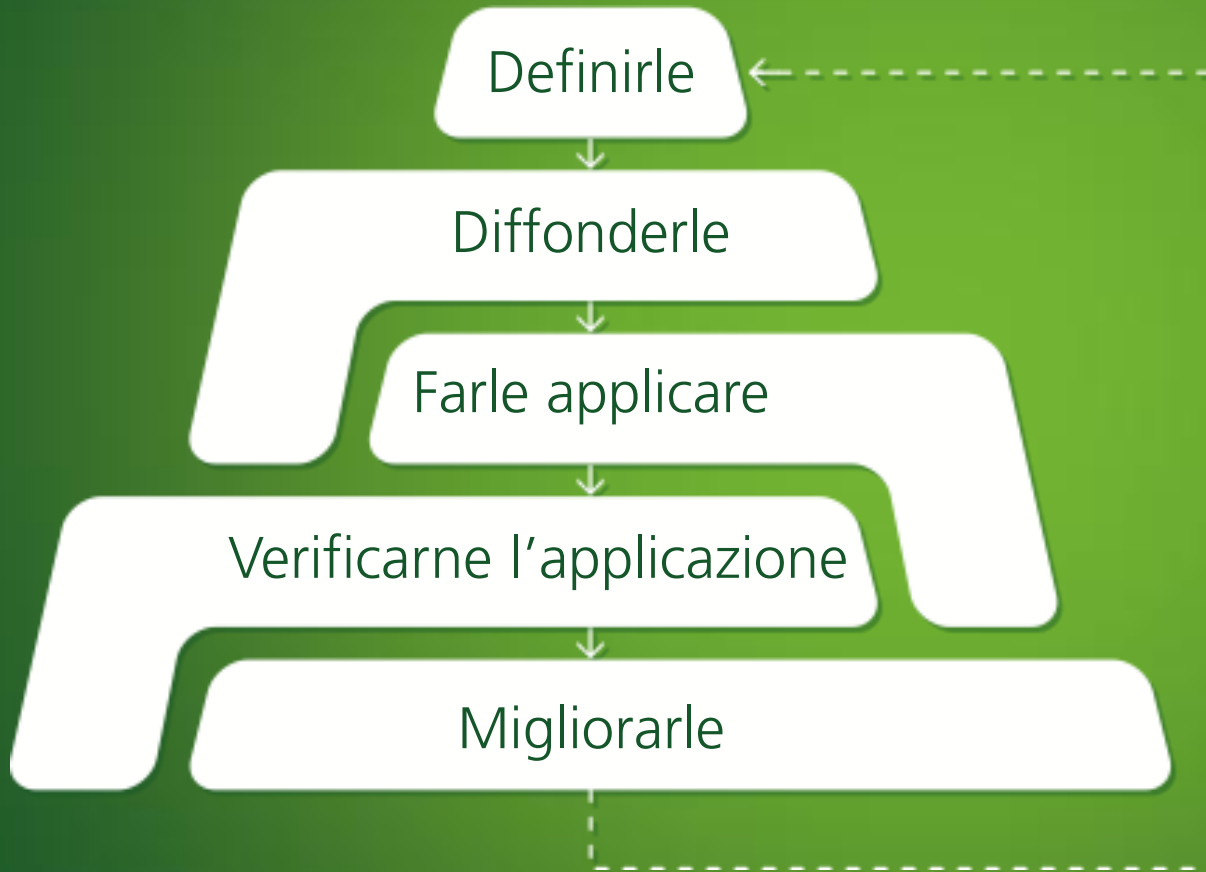 Definirle
Diffonderle
Farle applicare
Verificarne l’applicazione
Migliorarle